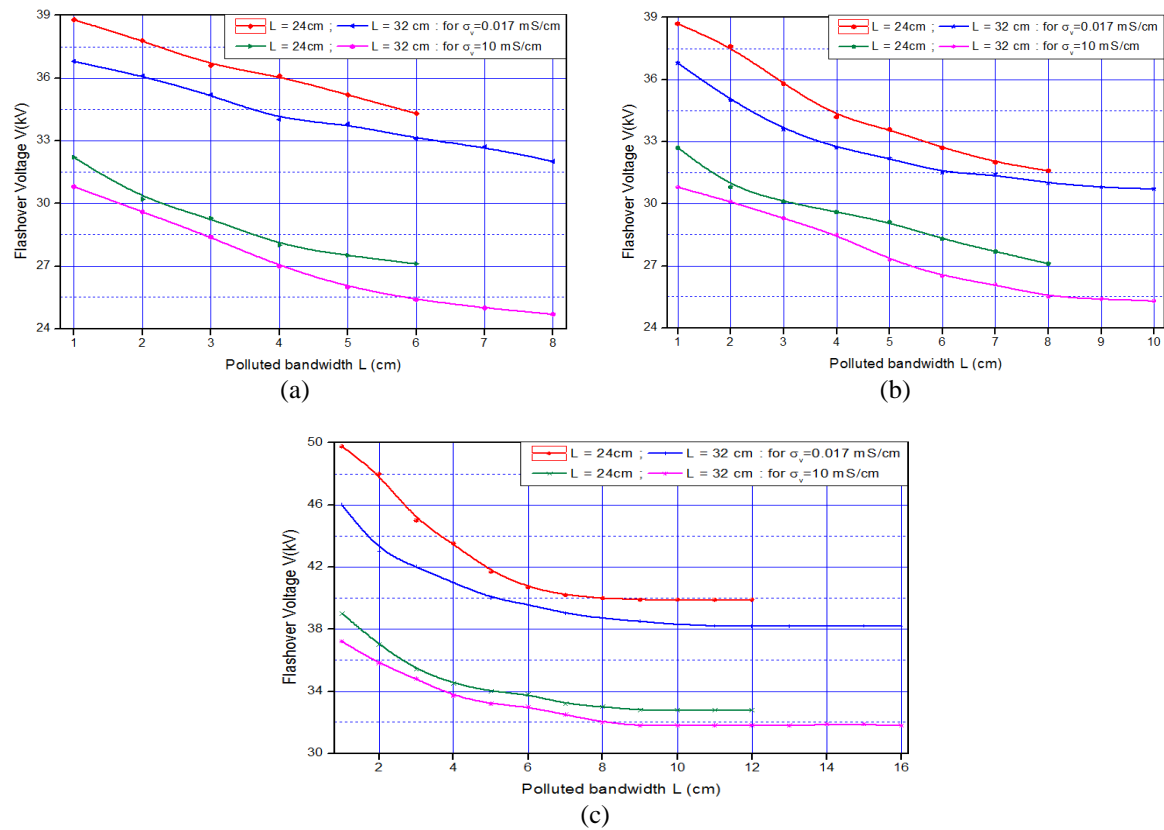 L = 24cm ; L = 32 cm : for σv=0.017 mS/cm
L = 24cm ; L = 32 cm : for σv=10 mS/cm
Flashover Voltage V(kV)
39
36
33
30
27
24
1 2 3 4 5 6 7 8
Polluted bandwidth L (cm)
(a)
L = 24cm ; L = 32 cm : for σv=0.017 mS/cm
L = 24cm ; L = 32 cm : for σv=10 mS/cm
Flashover Voltage V(kV)
39
36
33
30
27
24
1 2 3 4 5 6 7 8 9 10
Polluted bandwidth L (cm)
(b)
L = 24cm ; L = 32 cm : for σv=0.017 mS/cm
L = 24cm ; L = 32 cm : for σv=10 mS/cm
Flashover Voltage V(kV)
50
46
42
38
34
30
2 4 6 8 10 12 14 16
Polluted bandwidth L (cm)
(c)